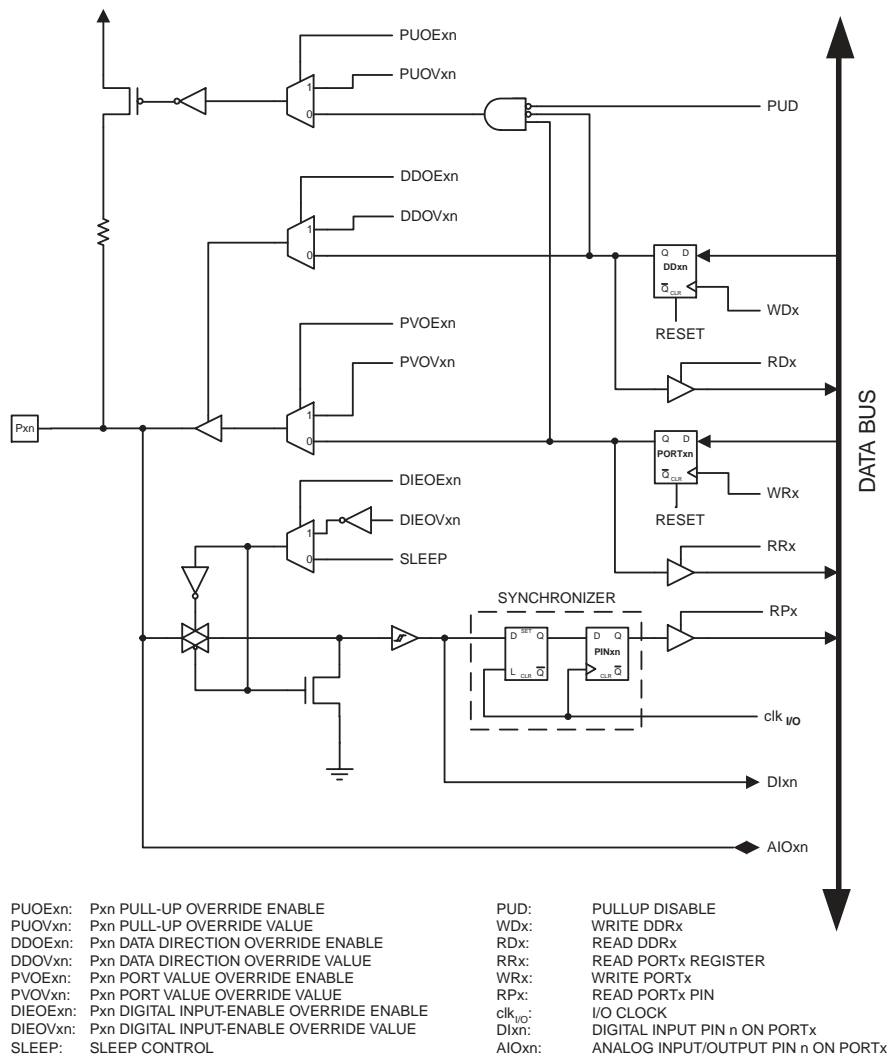 PUOExn
PUOVxn
1
0
PUD
DDOExn
DDOVxn
1
0
Q D
DDxn
Q CLR
WDx
RESET
PVOExn
PVOVxn
RDx
1
0
Pxn
Q D
PORTxn
Q CLR
WRx
RESET
DATA BUS
DIEOExn
DIEOVxn
1
0
SLEEP
RRx
SYNCHRONIZER
RPx
D SET Q
L CLR Q
D Q
PINxn
CLR Q
clk I/O
DIxn
AIOxn
PUOExn: Pxn PULL-UP OVERRIDE ENABLE
PUOVxn: Pxn PULL-UP OVERRIDE VALUE
DDOExn: Pxn DATA DIRECTION OVERRIDE ENABLE
DDOVxn: Pxn DATA DIRECTION OVERRIDE VALUE
PVOExn: Pxn PORT VALUE OVERRIDE ENABLE
PVOVxn: Pxn PORT VALUE OVERRIDE VALUE
DIEOExn: Pxn DIGITAL INPUT-ENABLE OVERRIDE ENABLE
DIEOVxn: Pxn DIGITAL INPUT-ENABLE OVERRIDE VALUE
SLEEP: SLEEP CONTROL
PUD: PULLUP DISABLE
WDx: WRITE DDRx
RDx: READ DDRx
RRx: READ PORTx REGISTER
WRx: WRITE PORTx
RPx: READ PORTx PIN
clk I/O: I/O CLOCK
DIxn: DIGITAL INPUT PIN n ON PORTx
AIOxn: ANALOG INPUT/OUTPUT PIN n ON PORTx